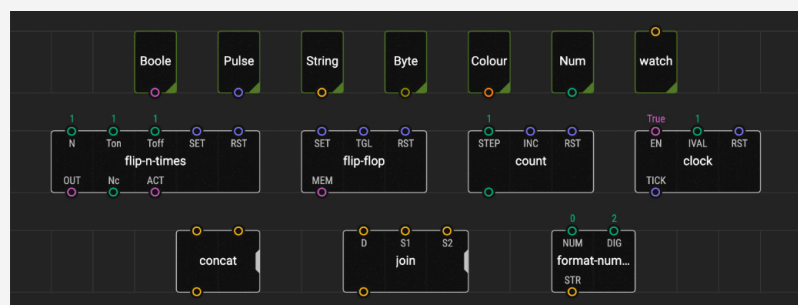 Boole Pulse String Byte Colour Num watch
1 1 1 1 True 1
N Ton Toff SET RST SET TGL RST STEP INC RST EN IVAL RST
flip-n-times flip-flop count clock
OUT Nc ACT MEM TICK
0 2
D S1 S2 NUM DIG
concat join format-num...
STR